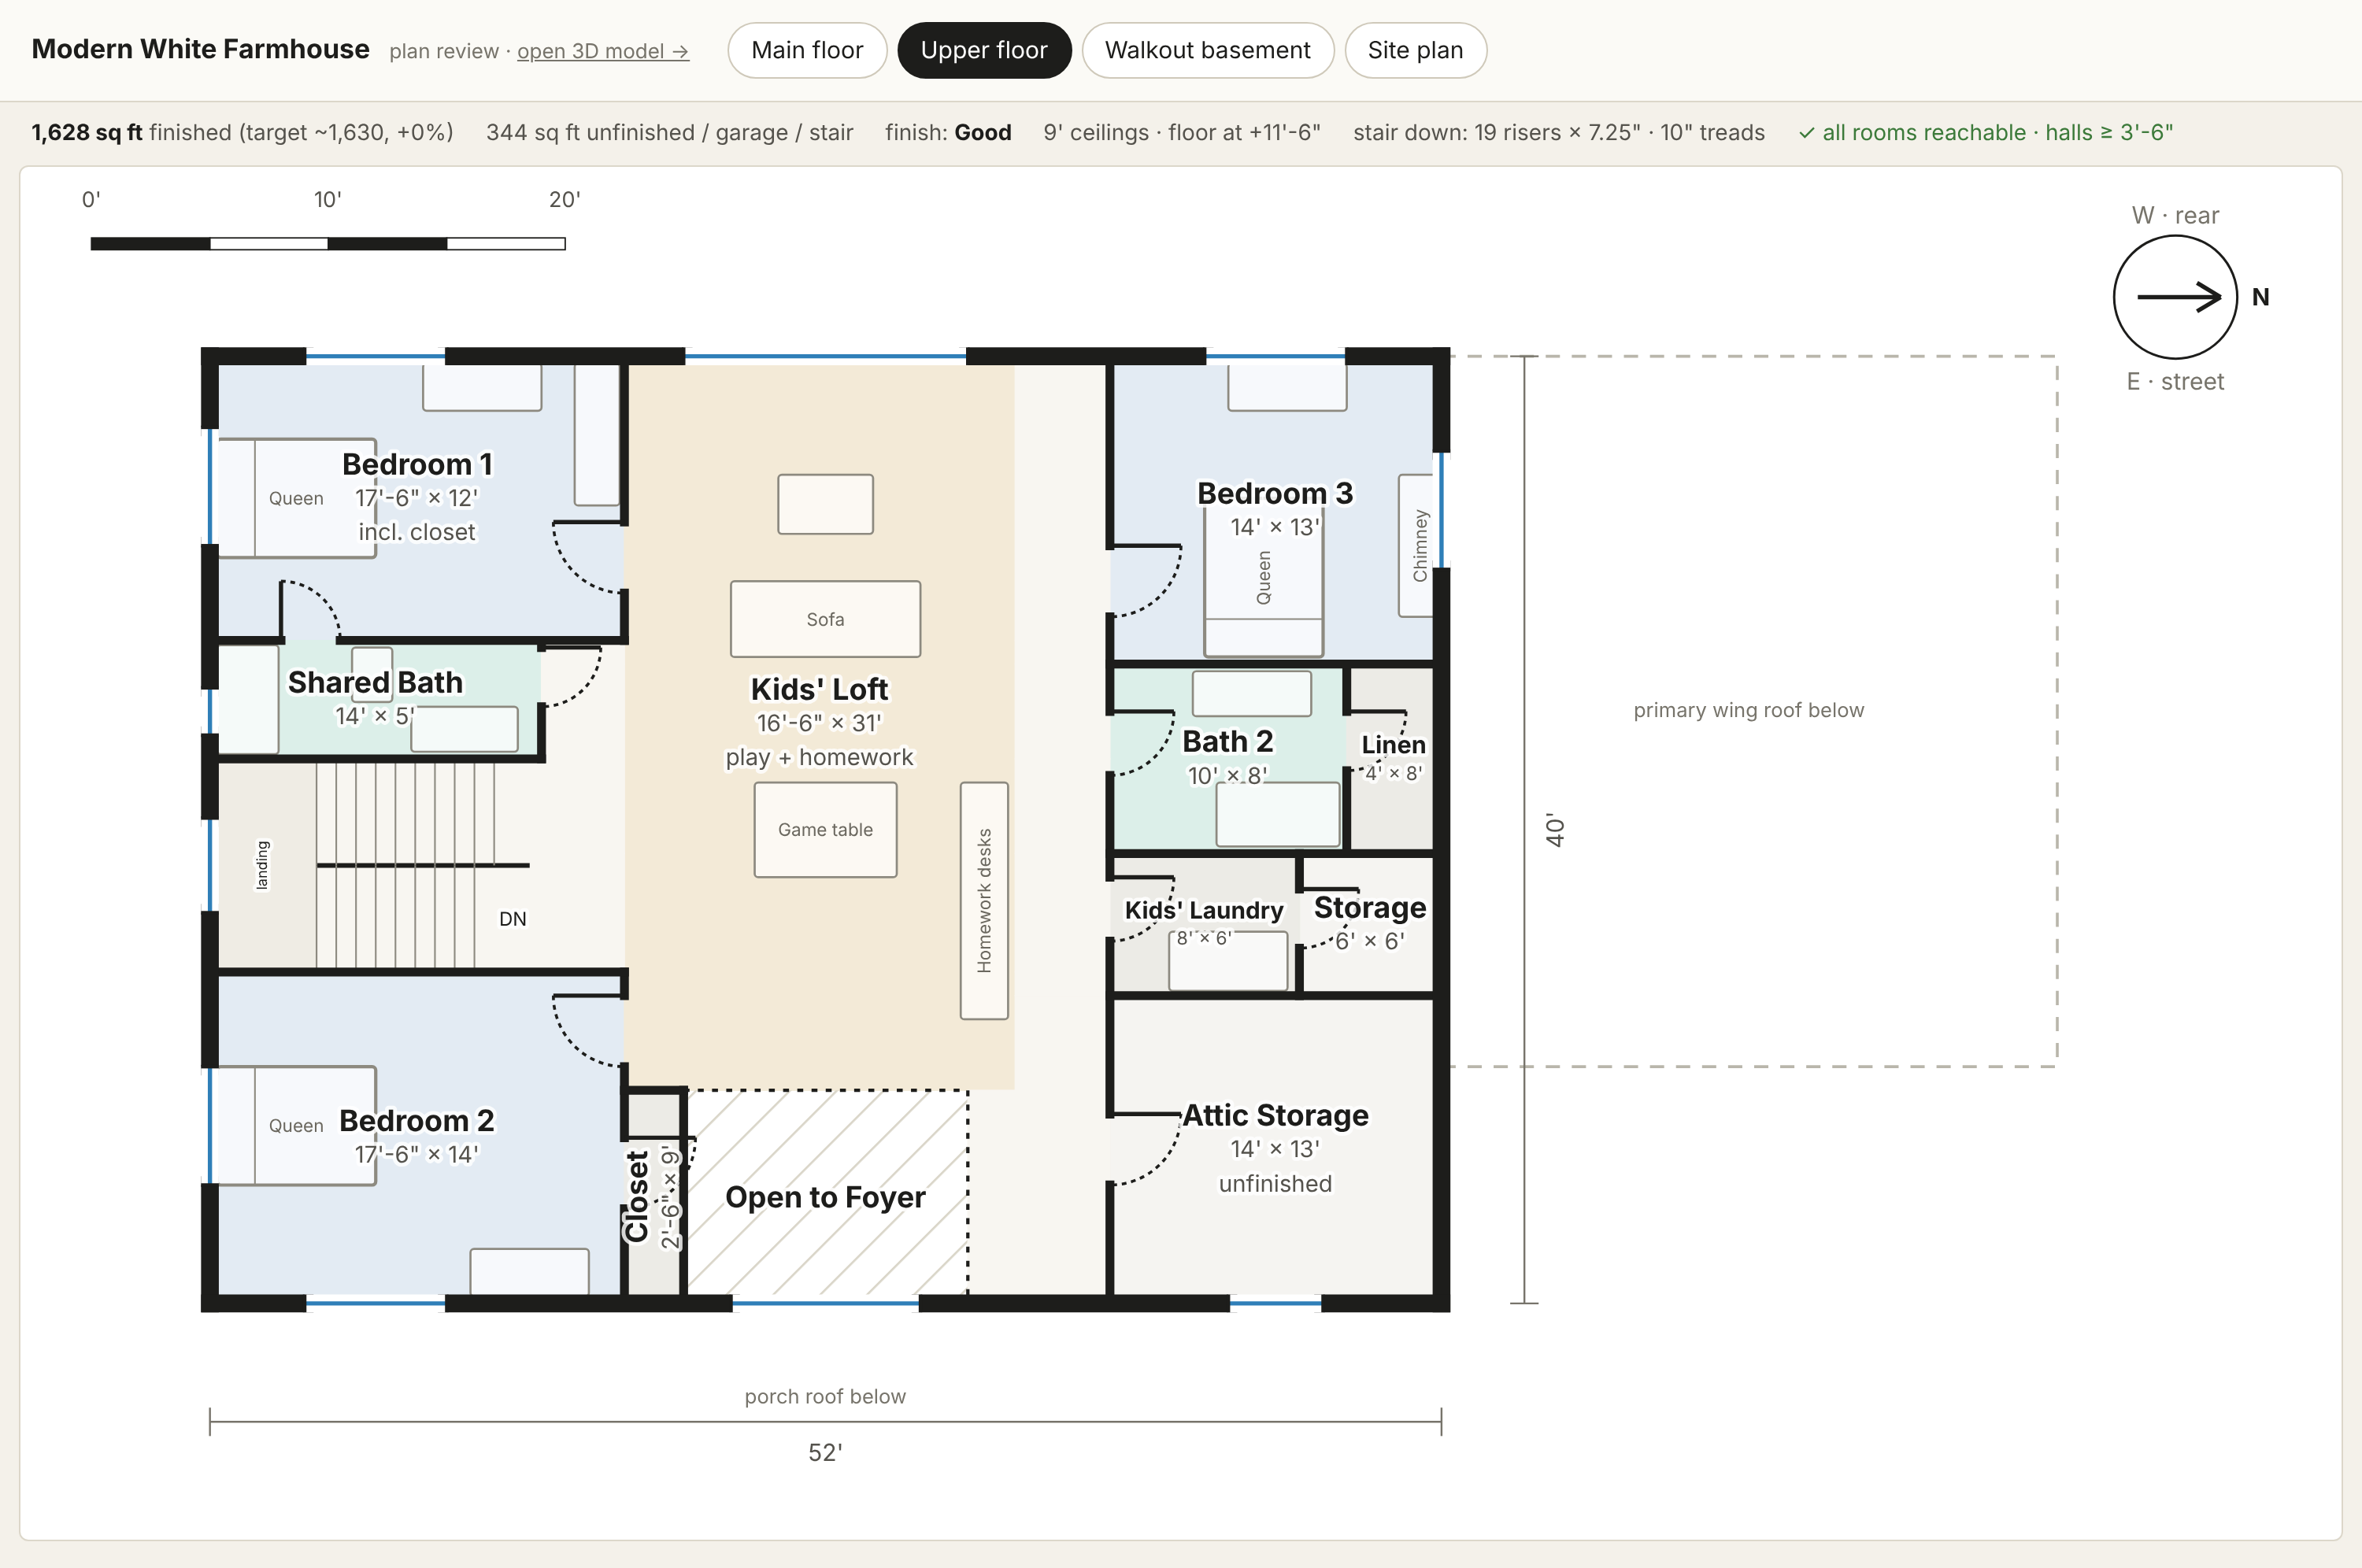 Modern White Farmhouse plan review · open 3D model → Main floor Upper floor Walkout basement Site plan
1,628 sq ft finished (target ~1,630, +0%) 344 sq ft unfinished / garage / stair finish: Good 9' ceilings · floor at +11'-6" stair down: 19 risers × 7.25" · 10" treads ✓ all rooms reachable · halls ≥ 3'-6"
0' 10' 20'
W · rear
N
E · street
Bedroom 1
Queen
17'-6" × 12'
incl. closet
Bedroom 3
14' × 13'
Queen
Chimney
Sofa
Shared Bath
14' × 5'
Kids' Loft
16'-6" × 31'
play + homework
Bath 2
10' × 8'
Linen
4' × 8'
primary wing roof below
40'
Game table
Homework desks
landing
DN
Kids' Laundry
8' × 6'
Storage
6' × 6'
Queen
Bedroom 2
17'-6" × 14'
Closet
2'-6" × 9'
Open to Foyer
Attic Storage
14' × 13'
unfinished
porch roof below
52'